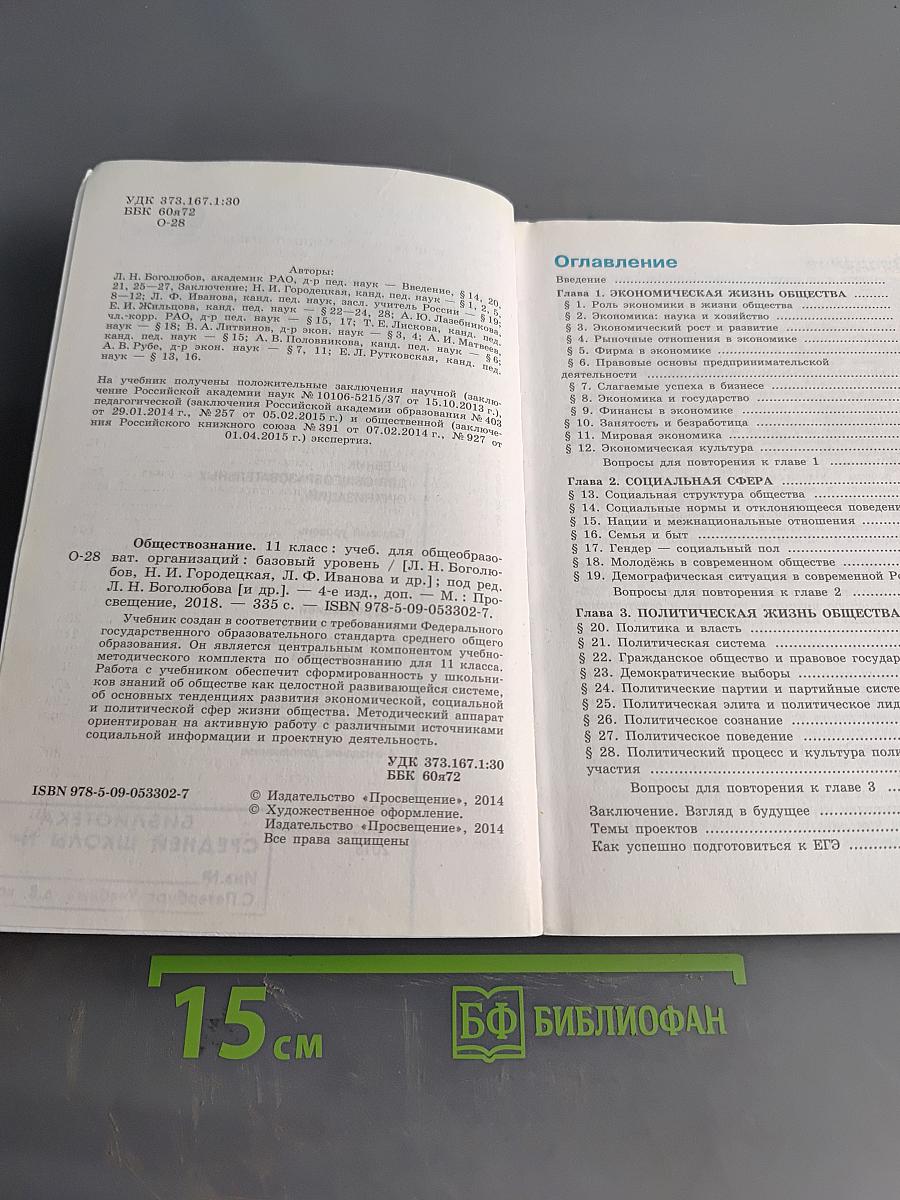 УДК 373.167.1:30
ББК 60я72
О-28
Авторы:
Л. Н. Боголюбов, академик РАО, д-р пед. наук — Введение, § 14, 20,
21, 25—27, Заключение; Н. И. Городецкая, канд. пед. наук — § 1, 2, 5,
8—12; Л. Ф. Иванова, канд. пед. наук, засл. учитель России — § 19;
Е. И. Жильцова, канд. пед. наук — § 22—24, 28; А. Ю. Лазебникова,
чл.-корр. РАО, д-р пед. наук — § 15, 17; Т. Е. Лискова, канд. пед.
наук — § 18; В. А. Литвинов, д-р экон. наук — § 3, 4; А. И. Матвеев,
канд. пед. наук — § 15; А. В. Половникова, канд. пед. наук — § 6;
А. В. Рубе, д-р экон. наук — § 7, 11; Е. Л. Рутковская, канд. пед.
наук — § 13, 16.
На учебник получены положительные заключения научной (заклю-
чение Российской академии наук № 10106-5215/37 от 15.10.2013 г.),
педагогической (заключения Российской академии образования № 403
от 29.01.2014 г., № 257 от 05.02.2015 г.) и общественной (заключе-
ния Российского книжного союза № 391 от 07.02.2014 г., № 927 от
01.04.2015 г.) экспертиз.
Обществознание. 11 класс : учеб. для общеобразо-
О-28 ват. организаций : базовый уровень / [Л. Н. Боголю-
бов, Н. И. Городецкая, Л. Ф. Иванова и др.] ; под ред.
Л. Н. Боголюбова [и др.]. — 4-е изд., доп. — М. : Про-
свещение, 2018. — 335 с. — ISBN 978-5-09-053302-7.
Учебник создан в соответствии с требованиями Федерального
государственного образовательного стандарта среднего общего
образования. Он является центральным компонентом учебно-
методического комплекта по обществознанию для 11 класса.
Работа с учебником обеспечит сформированность у школьни-
ков знаний об обществе как целостной развивающейся системе,
об основных тенденциях развития экономической, социальной
и политической сфер жизни общества. Методический аппарат
ориентирован на активную работу с различными источниками
социальной информации и проектную деятельность.
УДК 373.167.1:30
ББК 60я72
ISBN 978-5-09-053302-7
© Издательство «Просвещение», 2014
© Художественное оформление.
Издательство «Просвещение», 2014
Все права защищены
Оглавление
Введение
Глава 1. ЭКОНОМИЧЕСКАЯ ЖИЗНЬ ОБЩЕСТВА
§ 1. Роль экономики в жизни общества
§ 2. Экономика: наука и хозяйство
§ 3. Экономический рост и развитие
§ 4. Рыночные отношения в экономике
§ 5. Фирма в экономике
§ 6. Правовые основы предпринимательской
деятельности
§ 7. Слагаемые успеха в бизнесе
§ 8. Экономика и государство
§ 9. Финансы в экономике
§ 10. Занятость и безработица
§ 11. Мировая экономика
§ 12. Экономическая культура
Вопросы для повторения к главе 1
Глава 2. СОЦИАЛЬНАЯ СФЕРА
§ 13. Социальная структура общества
§ 14. Социальные нормы и отклоняющееся поведени
§ 15. Нации и межнациональные отношения
§ 16. Семья и быт
§ 17. Гендер — социальный пол
§ 18. Молодёжь в современном обществе
§ 19. Демографическая ситуация в современной Ро
Вопросы для повторения к главе 2
Глава 3. ПОЛИТИЧЕСКАЯ ЖИЗНЬ ОБЩЕСТВА
§ 20. Политика и власть
§ 21. Политическая система
§ 22. Гражданское общество и правовое государ
§ 23. Демократические выборы
§ 24. Политические партии и партийные систе
§ 25. Политическая элита и политическое лид
§ 26. Политическое сознание
§ 27. Политическое поведение
§ 28. Политический процесс и культура поли
участия
Вопросы для повторения к главе 3
Заключение. Взгляд в будущее
Темы проектов
Как успешно подготовиться к ЕГЭ
15 см
БФ БИБЛИОФАН